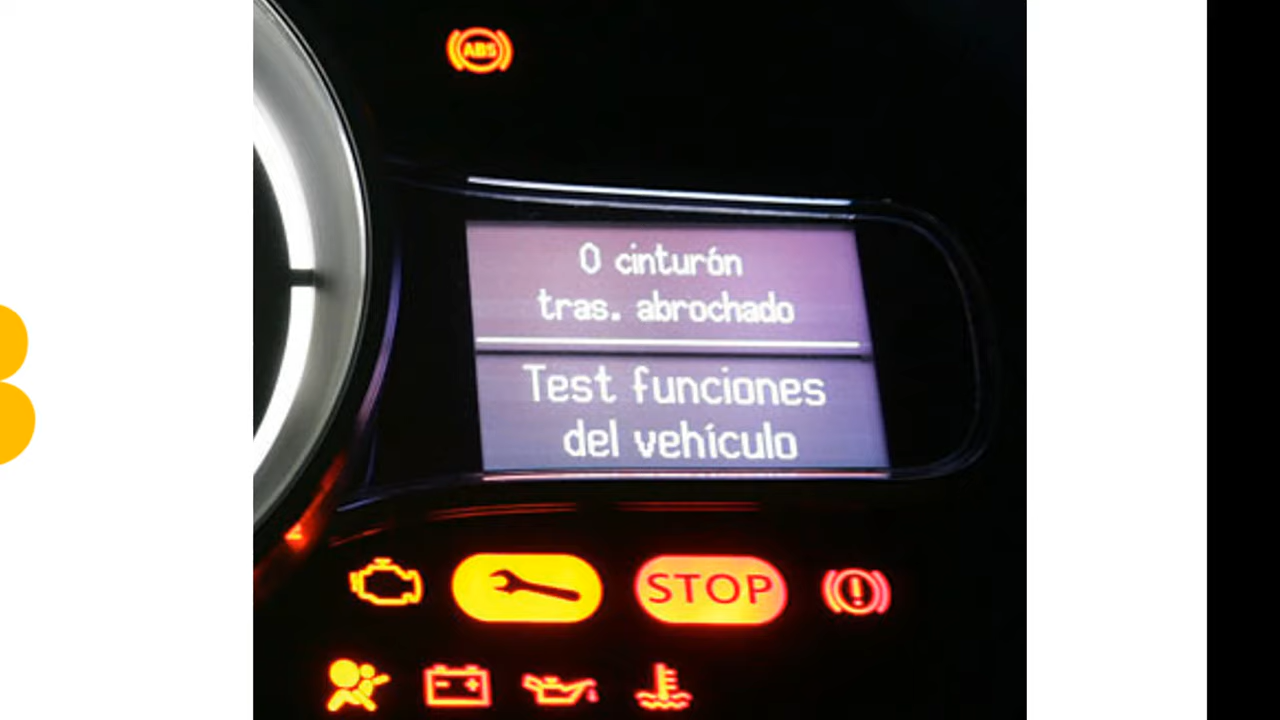 ABS
0 cinturón
tras. abrochado
Test funciones
del vehículo
STOP